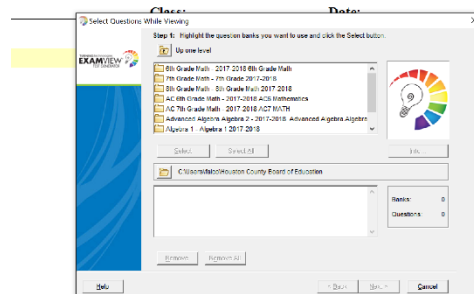 Class: Date:
Select Questions While Viewing
Step 1: Highlight the question banks you want to use and click the Select button.
EXAMVIEW
Up one level
6th Grade Math - 2017-2018 6th Grade Math
7th Grade Math - 7th Grade 2017-2018
8th Grade Math - 8th Grade Math 2017-2018
AC 6th Grade Math - 2017-2018 AC6 Mathematics
AC 7th Grade Math - 2017-2018 AC7 MATH
Advanced Algebra Algebra 2 - 2017-2018 Advanced Algebra Algebra
Algebra 1 - Algebra 1 2017-2018
Select Select All Info...
Houston County Board of Education
Banks: 0
Questions: 0
Remove Remove All
Help < Back Next > Cancel